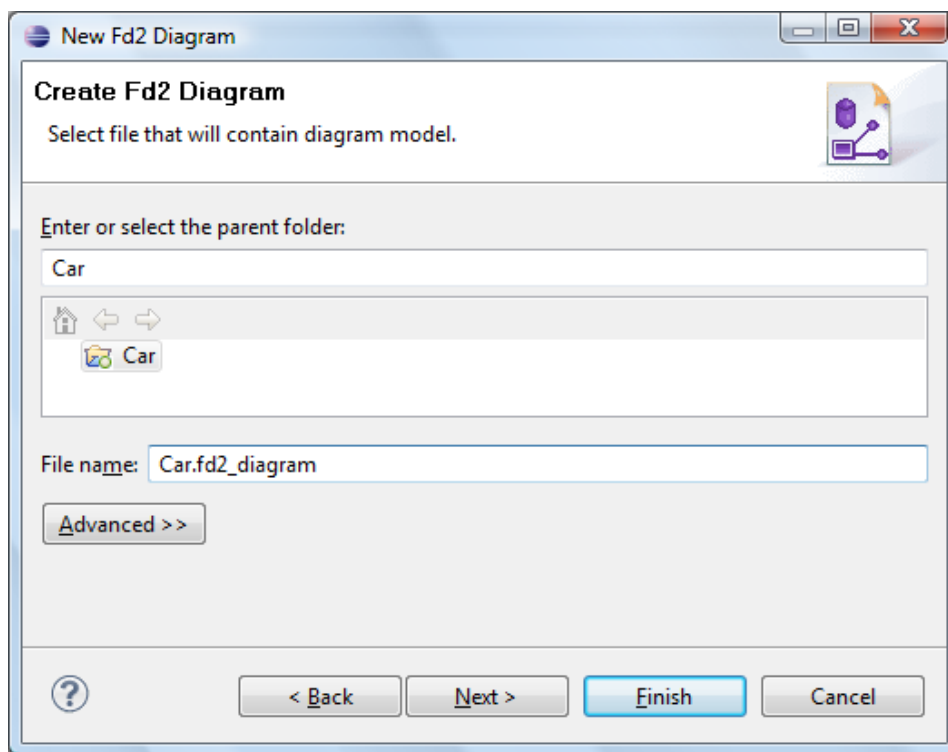 New Fd2 Diagram
Create Fd2 Diagram
Select file that will contain diagram model.
Enter or select the parent folder:
Car
Car
File name: Car.fd2_diagram
Advanced >>
< Back Next > Finish Cancel